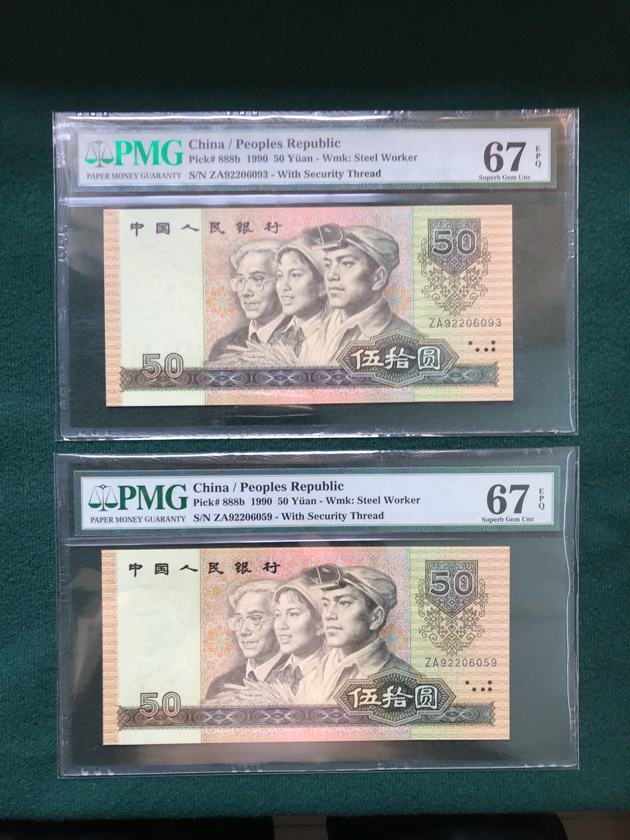 PMG
PAPER MONEY GUARANTY
China / Peoples Republic
Pick# 888b 1990 50 Yüan - Wmk: Steel Worker
S/N ZA92206093 - With Security Thread
67
EPQ
Superb Gem Unc
中国人民银行
50
ZA92206093
50
伍拾圆
PMG
PAPER MONEY GUARANTY
China / Peoples Republic
Pick# 888b 1990 50 Yüan - Wmk: Steel Worker
S/N ZA92206059 - With Security Thread
67
EPQ
Superb Gem Unc
中国人民银行
50
ZA92206059
50
伍拾圆